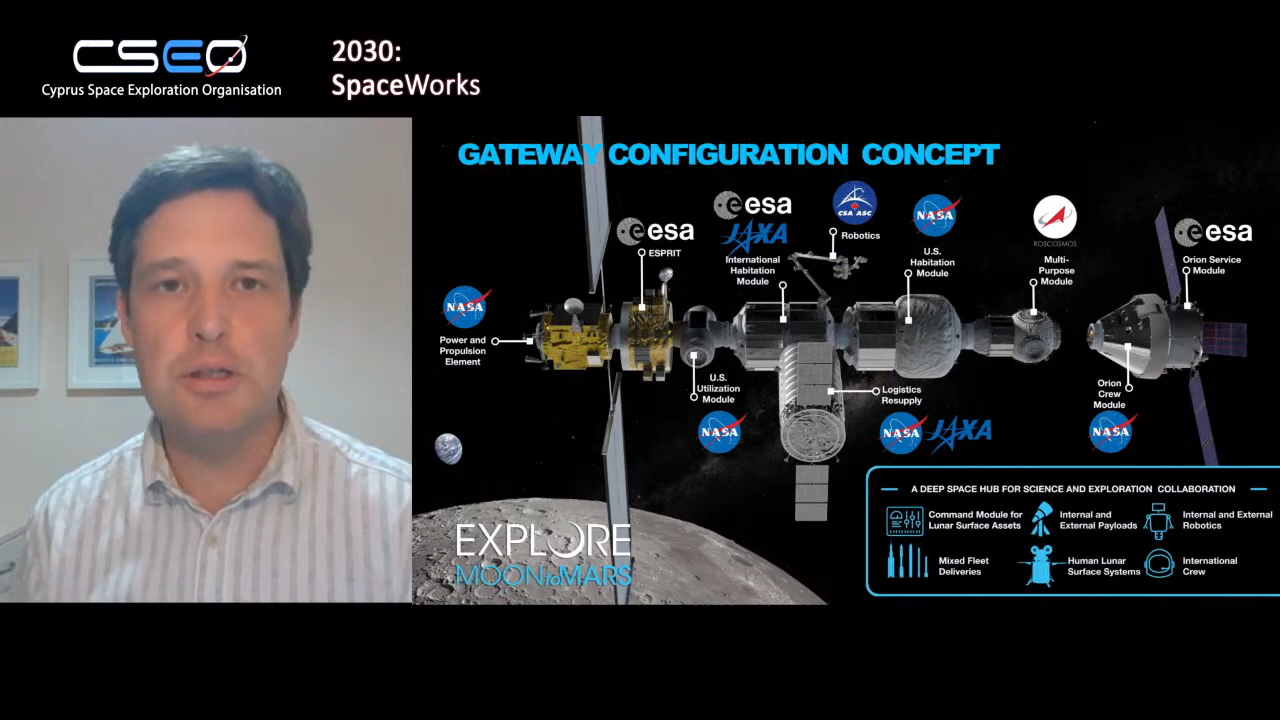 CSEO
Cyprus Space Exploration Organisation
2030:
SpaceWorks
GATEWAY CONFIGURATION CONCEPT
esa
ESPRIT
esa
JAXA
International
Habitation
Module
CSA ASC
Robotics
NASA
U.S.
Habitation
Module
ROSCOSMOS
Multi-
Purpose
Module
esa
Orion Service
Module
NASA
Power and
Propulsion
Element
U.S.
Utilization
Module
NASA
Logistics
Resupply
NASA
JAXA
Orion
Crew
Module
NASA
EXPLORE
MOON to MARS
A DEEP SPACE HUB FOR SCIENCE AND EXPLORATION COLLABORATION
Command Module for
Lunar Surface Assets
Internal and
External Payloads
Internal and External
Robotics
Mixed Fleet
Deliveries
Human Lunar
Surface Systems
International
Crew